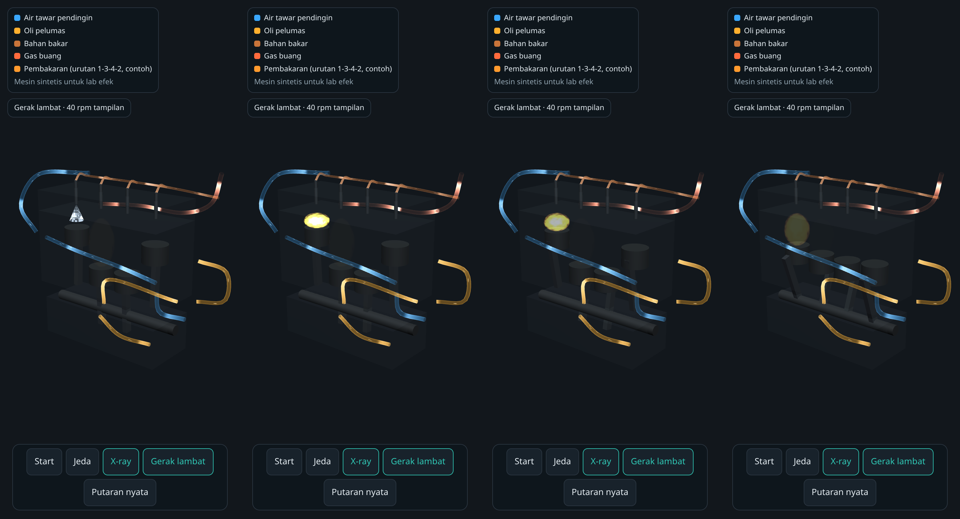 Air tawar pendingin
Oli pelumas
Bahan bakar
Gas buang
Pembakaran (urutan 1-3-4-2, contoh)
Mesin sintetis untuk lab efek
Gerak lambat · 40 rpm tampilan
Start
Jeda
X-ray
Gerak lambat
Putaran nyata
Air tawar pendingin
Oli pelumas
Bahan bakar
Gas buang
Pembakaran (urutan 1-3-4-2, contoh)
Mesin sintetis untuk lab efek
Gerak lambat · 40 rpm tampilan
Start
Jeda
X-ray
Gerak lambat
Putaran nyata
Air tawar pendingin
Oli pelumas
Bahan bakar
Gas buang
Pembakaran (urutan 1-3-4-2, contoh)
Mesin sintetis untuk lab efek
Gerak lambat · 40 rpm tampilan
Start
Jeda
X-ray
Gerak lambat
Putaran nyata
Air tawar pendingin
Oli pelumas
Bahan bakar
Gas buang
Pembakaran (urutan 1-3-4-2, contoh)
Mesin sintetis untuk lab efek
Gerak lambat · 40 rpm tampilan
Start
Jeda
X-ray
Gerak lambat
Putaran nyata